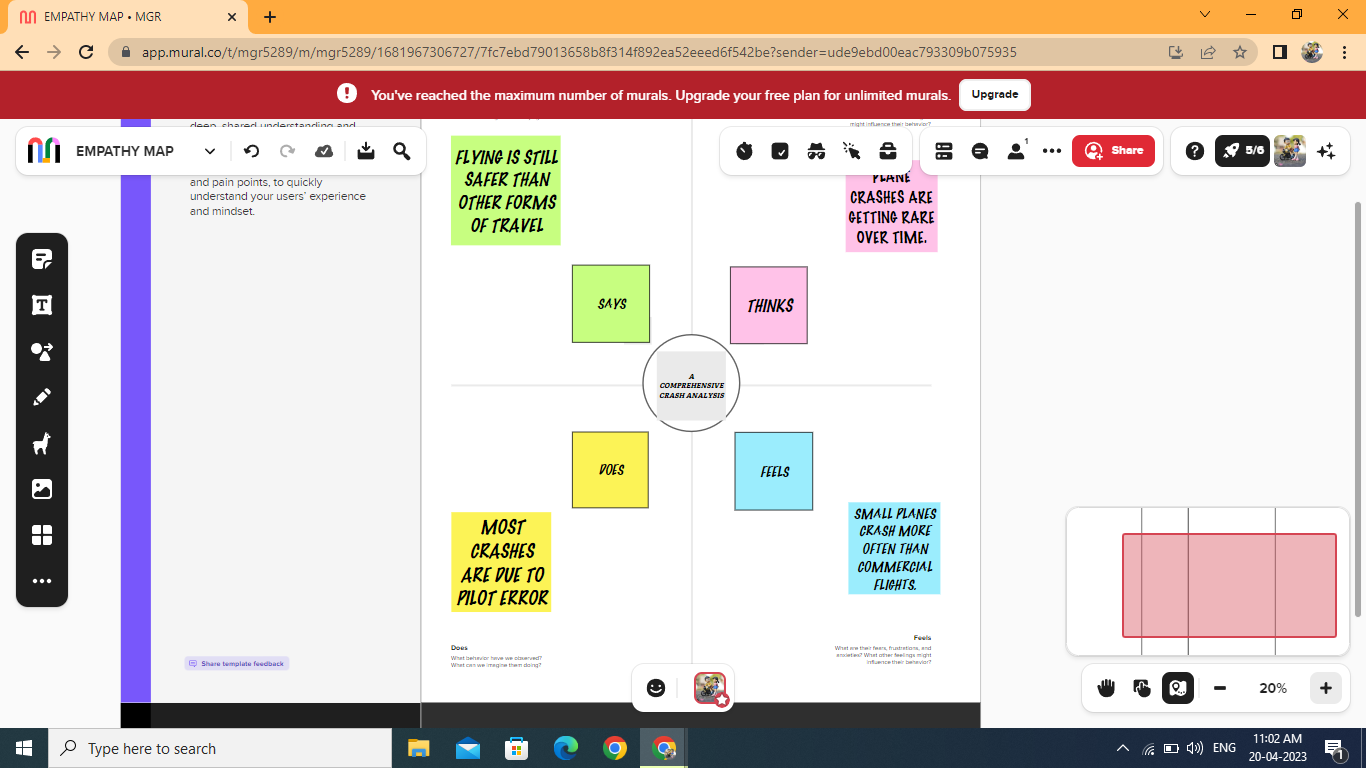 EMPATHY MAP • MGR
app.mural.co/t/mgr5289/m/mgr5289/1681967306727/7fc7ebd79013658b8f314f892ea52eeed6f542be?sender=ude9ebd00eac793309b075935
You've reached the maximum number of murals. Upgrade your free plan for unlimited murals.
Upgrade
EMPATHY MAP
1
Share
5/6
deep, shared understanding and
and pain points, to quickly
understand your users' experience
and mindset.
might influence their behavior?
FLYING IS STILL
SAFER THAN
OTHER FORMS
OF TRAVEL
PLANE
CRASHES ARE
GETTING RARE
OVER TIME.
SAYS
THINKS
A
COMPREHENSIVE
CRASH ANALYSIS
DOES
FEELS
MOST
CRASHES
ARE DUE TO
PILOT ERROR
SMALL PLANES
CRASH MORE
OFTEN THAN
COMMERCIAL
FLIGHTS.
Does
What behavior have we observed?
What can we imagine them doing?
Feels
What are their fears, frustrations, and
anxieties? What other feelings might
influence their behavior?
Share template feedback
20%
Type here to search
ENG
11:02 AM
20-04-2023
1